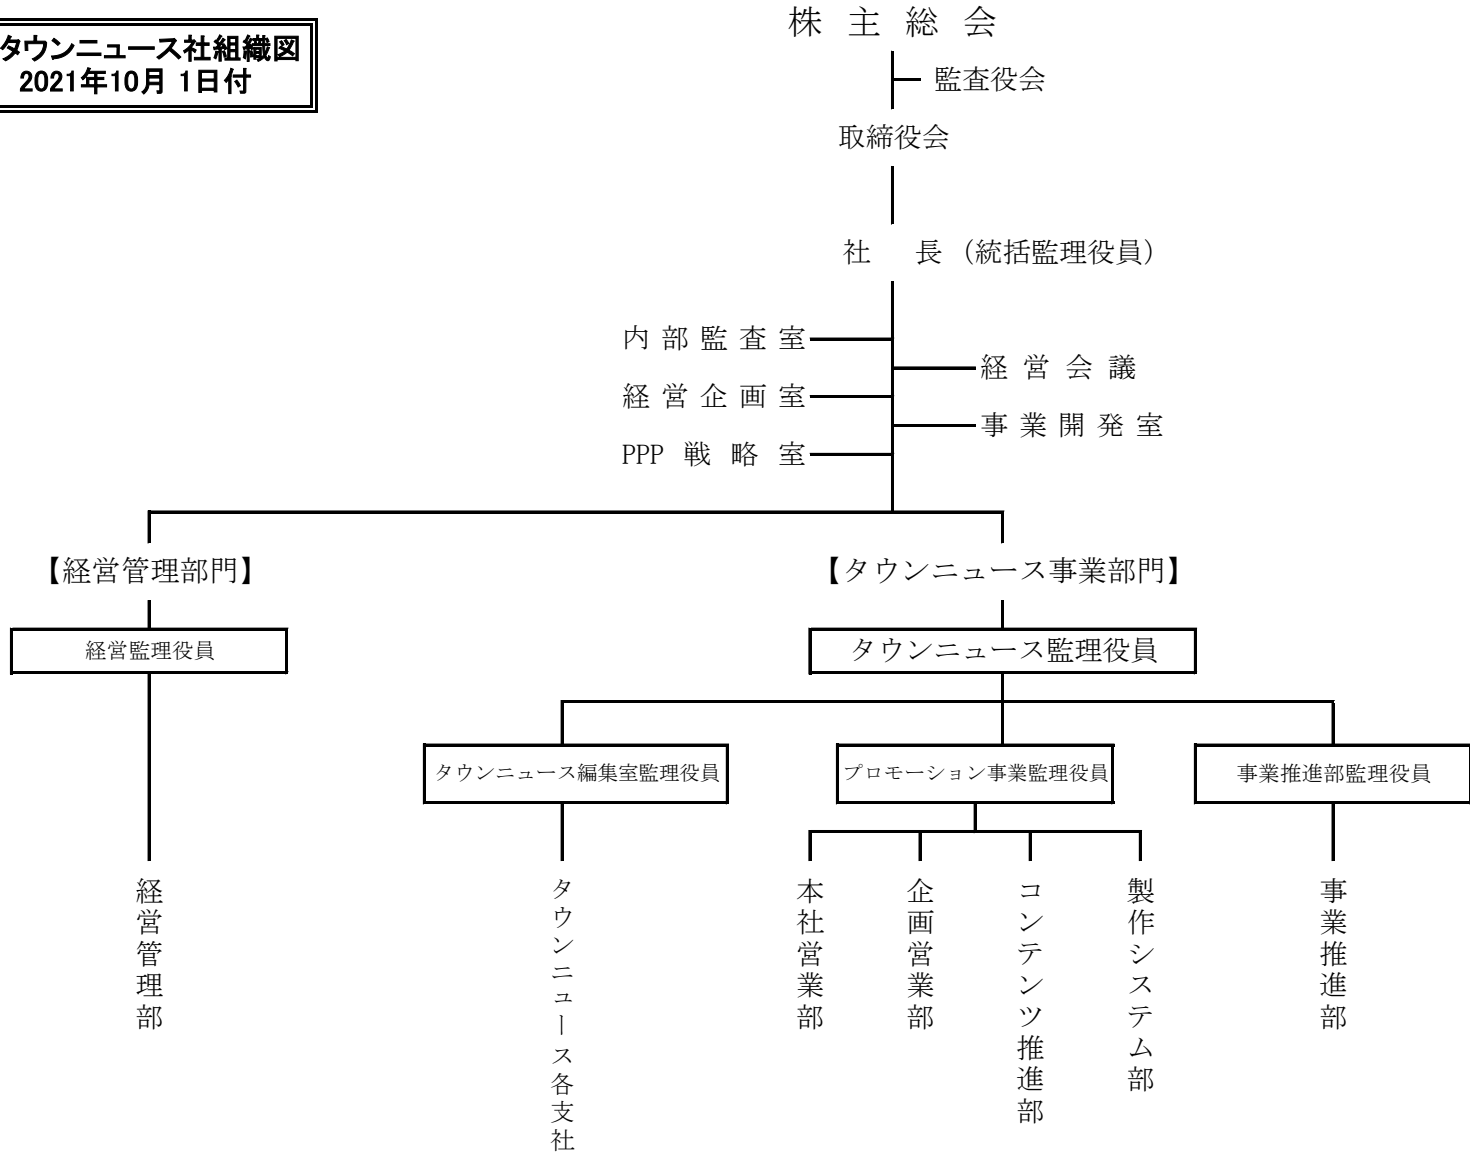 タウンニュース社組織図
2021年10月 1日付
株 主 総 会
監査役会
取締役会
社 長 (統括監理役員)
内 部 監 査 室
経 営 会 議
経 営 企 画 室
事 業 開 発 室
PPP 戦 略 室
【経営管理部門】
【タウンニュース事業部門】
経営監理役員
タウンニュース監理役員
タウンニュース編集室監理役員
プロモーション事業監理役員
事業推進部監理役員
経営管理部
タウンニュース各支社
本社営業部
企画営業部
コンテンツ推進部
製作システム部
事業推進部